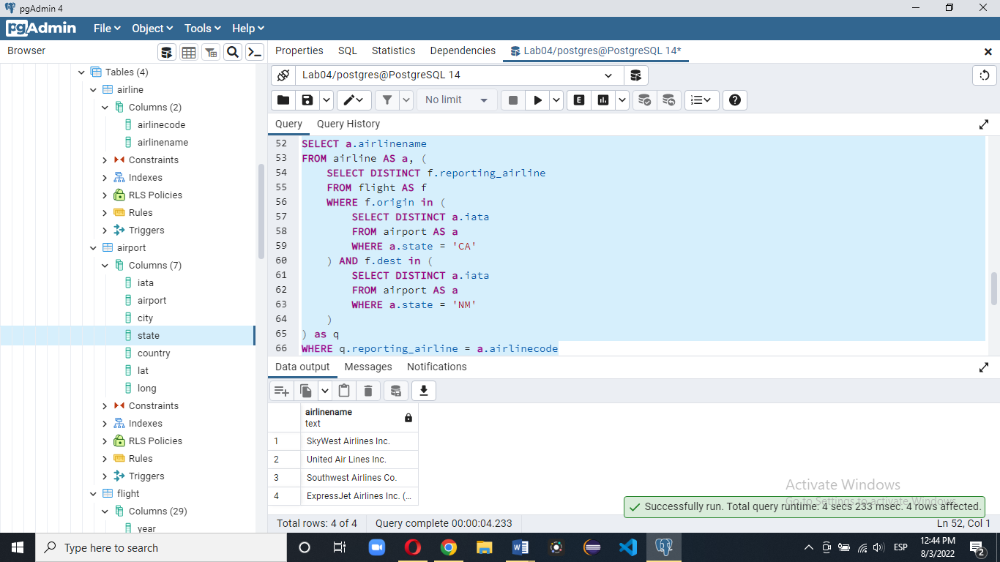 pgAdmin 4
pgAdmin File Object Tools Help
Browser
Properties SQL Statistics Dependencies Lab04/postgres@PostgreSQL 14*
Tables (4)
airline
Columns (2)
airlinecode
airlinename
Constraints
Indexes
RLS Policies
Rules
Triggers
airport
Columns (7)
iata
airport
city
state
country
lat
long
Constraints
Indexes
RLS Policies
Rules
Triggers
flight
Columns (29)
year
Lab04/postgres@PostgreSQL 14
No limit
E
Query Query History
52 SELECT a.airlinename
53 FROM airline AS a, (
54 SELECT DISTINCT f.reporting_airline
55 FROM flight AS f
56 WHERE f.origin in (
57 SELECT DISTINCT a.iata
58 FROM airport AS a
59 WHERE a.state = 'CA'
60 ) AND f.dest in (
61 SELECT DISTINCT a.iata
62 FROM airport AS a
63 WHERE a.state = 'NM'
64 )
65 ) as q
66 WHERE q.reporting_airline = a.airlinecode
Data output Messages Notifications
airlinename
text
1 SkyWest Airlines Inc.
2 United Air Lines Inc.
3 Southwest Airlines Co.
4 ExpressJet Airlines Inc. (...
Activate Windows
Go to Settings to activate Windows.
Successfully run. Total query runtime: 4 secs 233 msec. 4 rows affected.
Total rows: 4 of 4 Query complete 00:00:04.233 Ln 52, Col 1
Type here to search
ESP
12:44 PM
8/3/2022
2